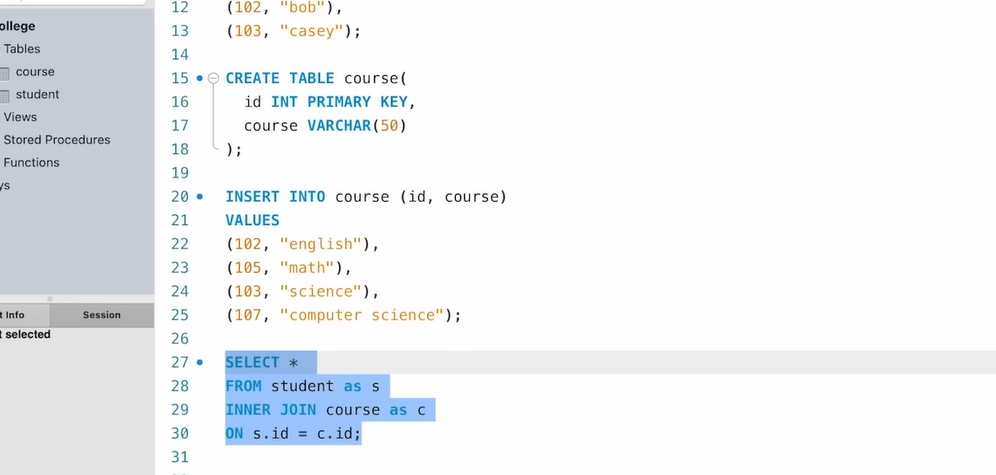 ollege
Tables
course
student
Views
Stored Procedures
Functions
ys
t Info
Session
t selected
12 (102, "bob"),
13 (103, "casey");
14
15 CREATE TABLE course(
16 id INT PRIMARY KEY,
17 course VARCHAR(50)
18 );
19
20 INSERT INTO course (id, course)
21 VALUES
22 (102, "english"),
23 (105, "math"),
24 (103, "science"),
25 (107, "computer science");
26
27 SELECT *
28 FROM student as s
29 INNER JOIN course as c
30 ON s.id = c.id;
31